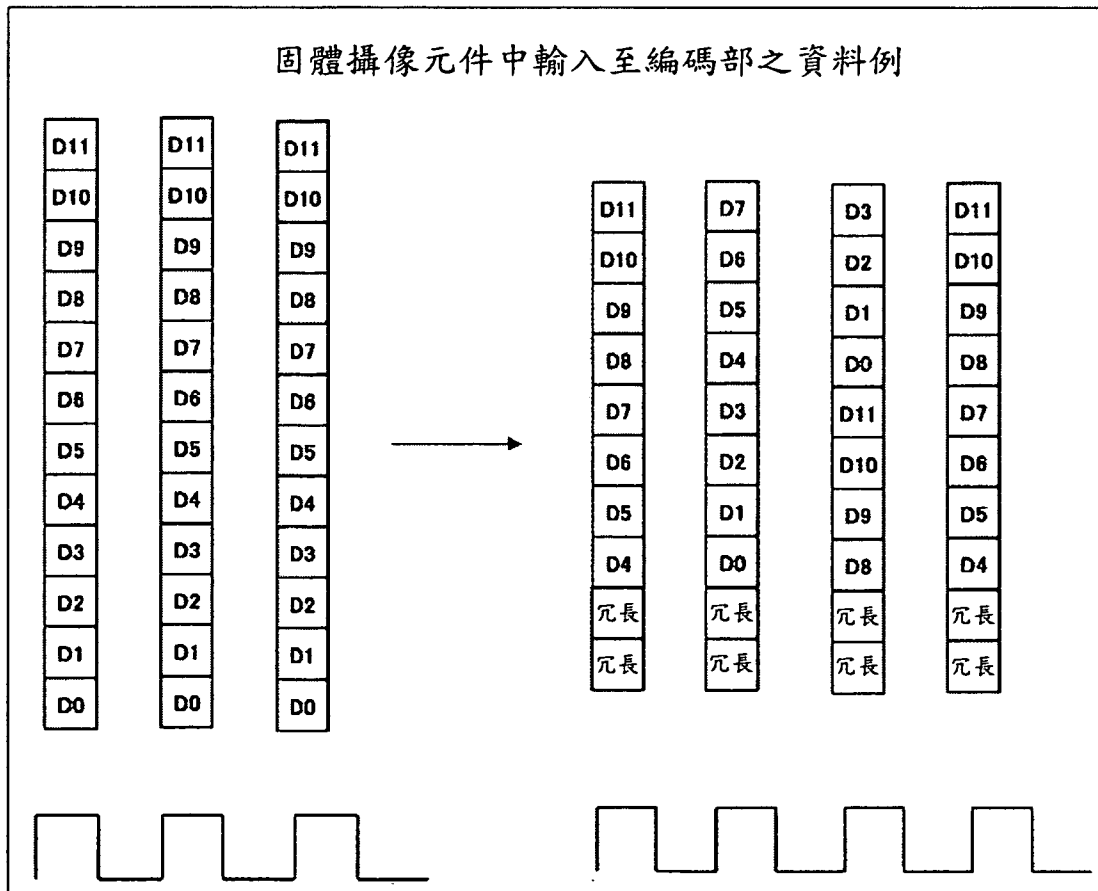 固體攝像元件中輸入至編碼部之資料例
D11 D11 D11
D10 D10 D10
D9 D9 D9
D8 D8 D8
D7 D7 D7
D6 D6 D6
D5 D5 D5
D4 D4 D4
D3 D3 D3
D2 D2 D2
D1 D1 D1
D0 D0 D0
D11 D7 D3 D11
D10 D6 D2 D10
D9 D5 D1 D9
D8 D4 D0 D8
D7 D3 D11 D7
D6 D2 D10 D6
D5 D1 D9 D5
D4 D0 D8 D4
冗長 冗長 冗長 冗長
冗長 冗長 冗長 冗長